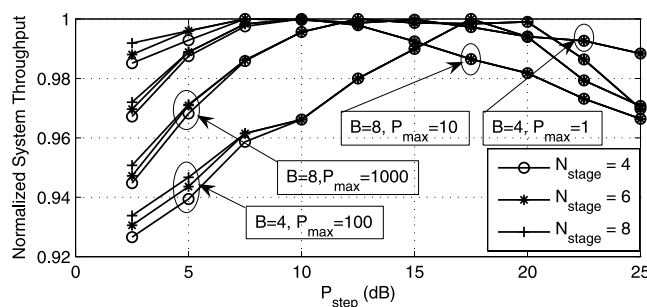 Normalized System Throughput
1
0.98
0.96
0.94
0.92
0
5
10
15
20
25
P_step (dB)
B=8, P_max=10
B=4, P_max=1
B=8,P_max=1000
B=4, P_max=100
N_stage = 4
N_stage = 6
N_stage = 8